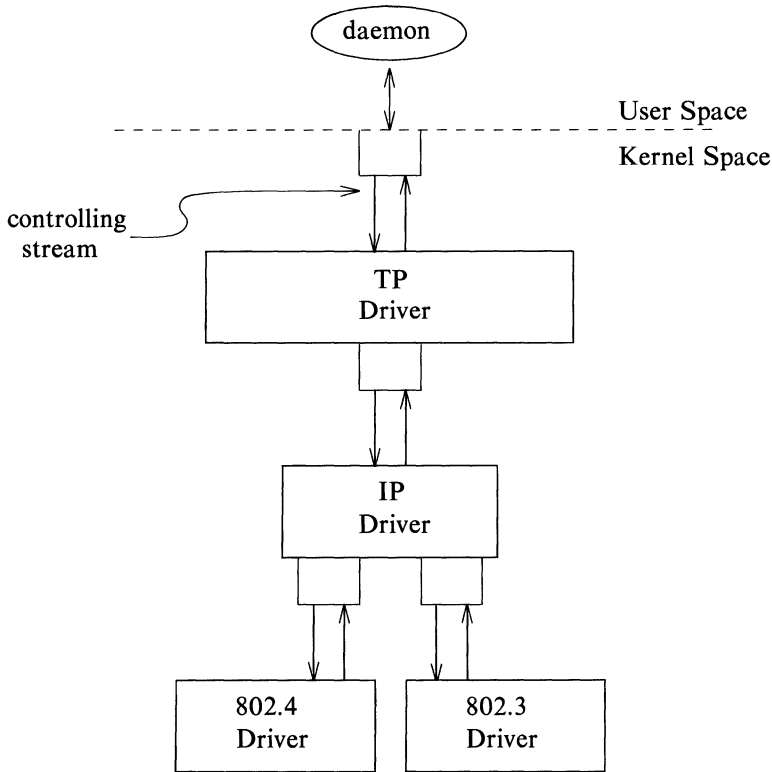 daemon
User Space
Kernel Space
controlling
stream
TP
Driver
IP
Driver
802.4
Driver
802.3
Driver